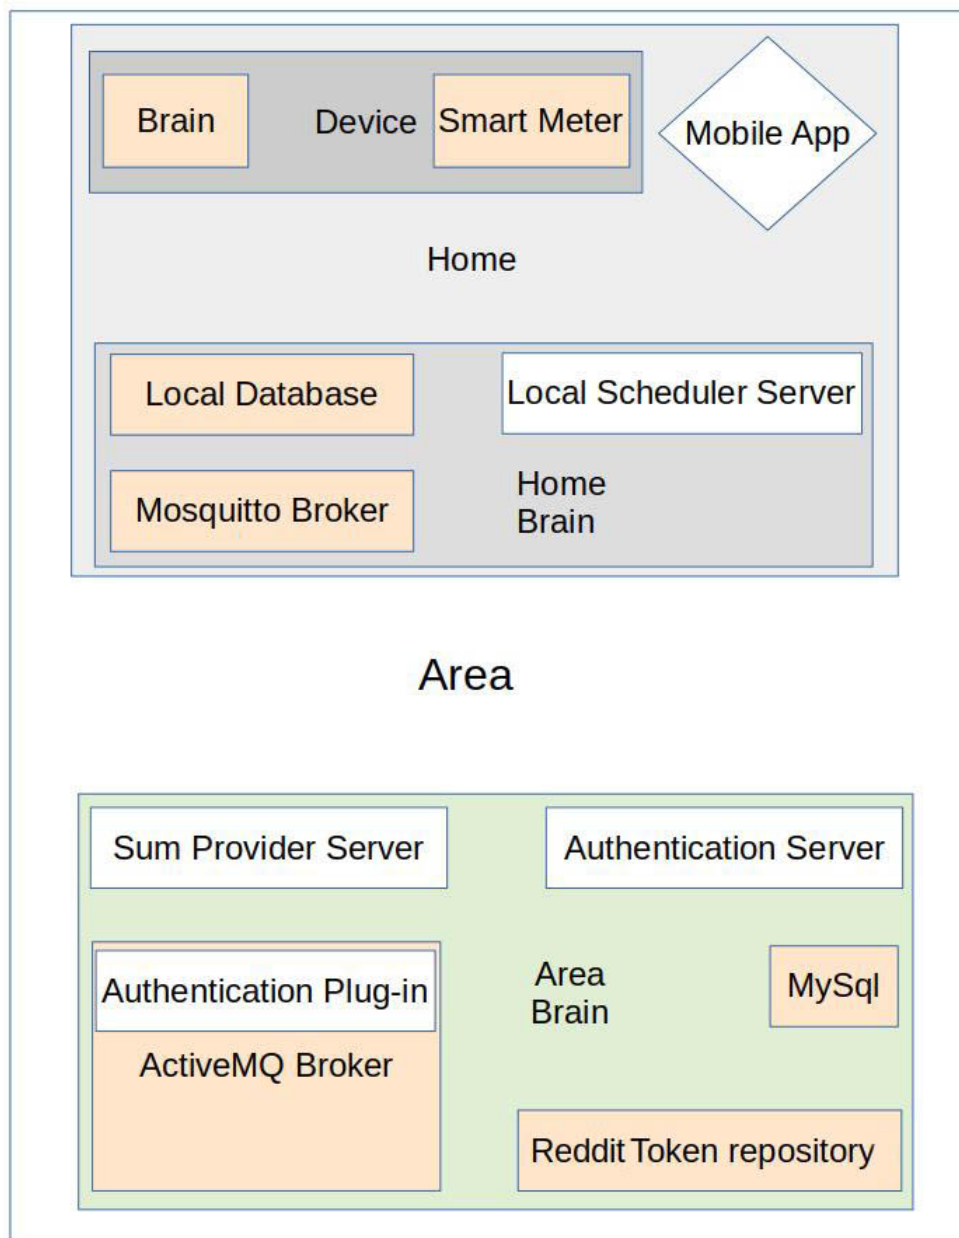 Brain
Device
Smart Meter
Mobile App
Home
Local Database
Local Scheduler Server
Mosquitto Broker
Home
Brain
Area
Sum Provider Server
Authentication Server
Authentication Plug-in
ActiveMQ Broker
Area
Brain
MySql
Reddit Token repository